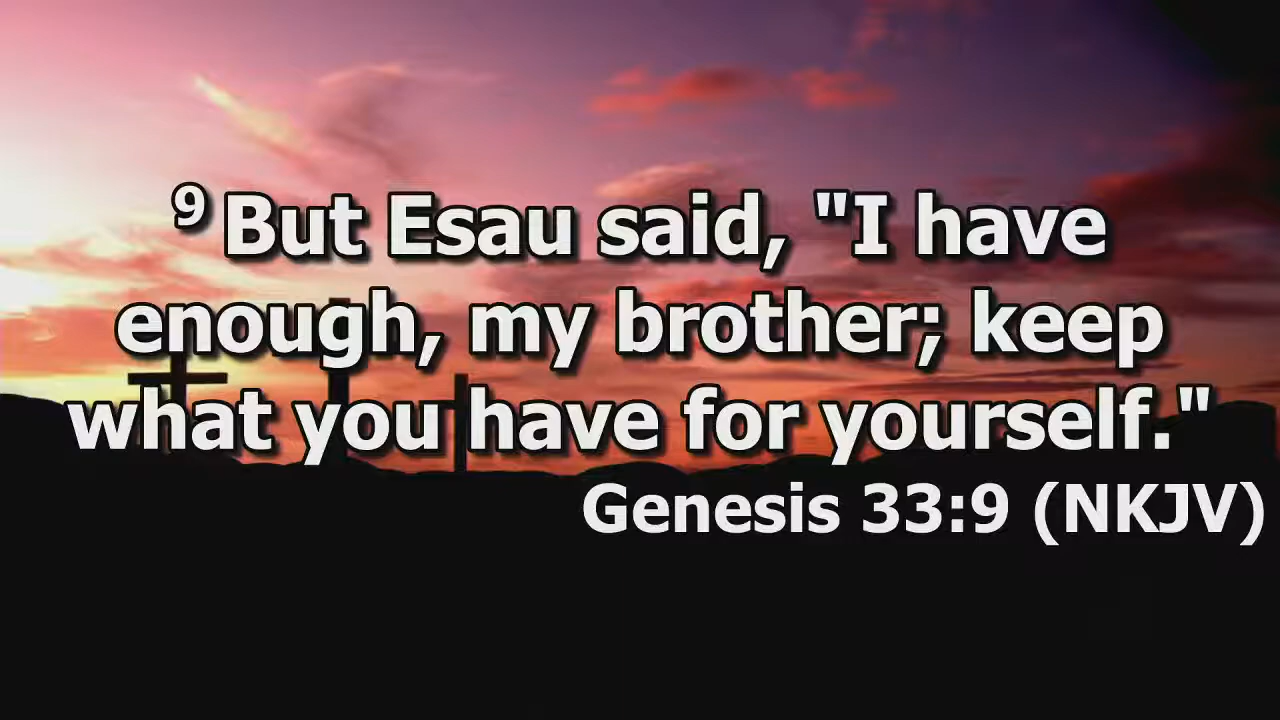 ⁹ But Esau said, "I have
enough, my brother; keep
what you have for yourself."
Genesis 33:9 (NKJV)